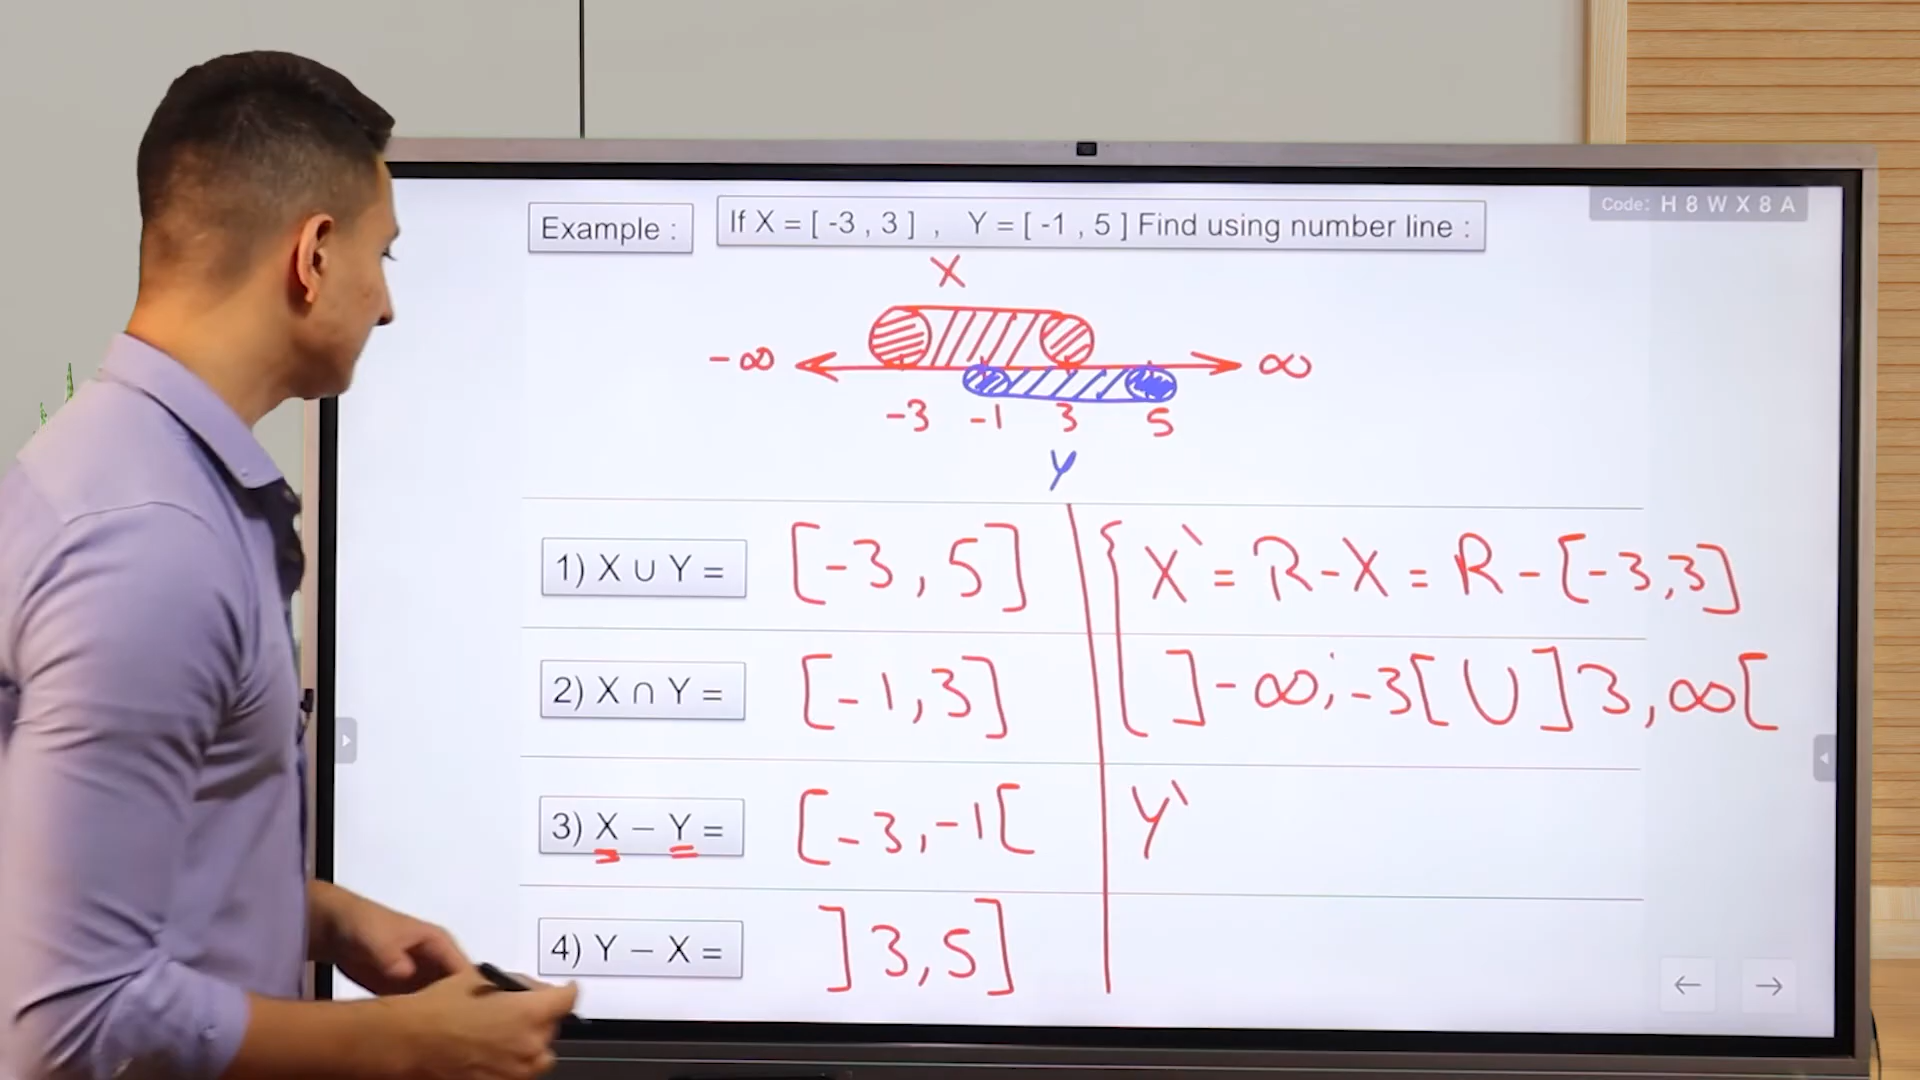 Code: H 8 W X 8 A
Example :
If X = [ -3 , 3 ] , Y = [ -1 , 5 ] Find using number line :
X
-∞ ∞
-3 -1 3 5
Y
1) X ∪ Y = [-3 , 5]
X` = R - X = R - [-3,3]
2) X ∩ Y = [-1,3]
]-∞,-3[ ∪ ]3,∞[
3) X − Y = [-3,-1[
Y`
4) Y − X = ]3,5]
← →